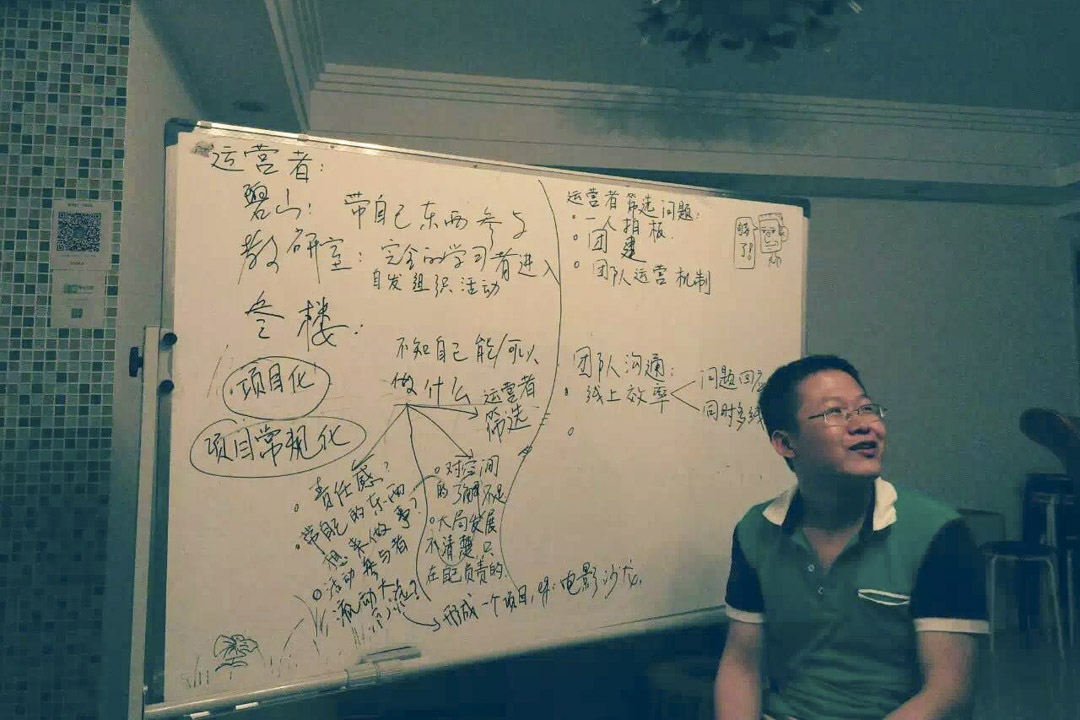 运营者：
碧山：带自己东西参与
教研室：完全的学习者进入
自发组织活动
叁楼：
不知自己能/可以
做什么
项目化
项目常规化
运营者
筛选
责任感？
带自己的东西
想来做事？
活动参与者
流动太
对空间
的了解不足
大局发展
不清楚，只
在自己负责的
形成一个项目， 电影沙龙，
运营者筛选问题：
一人拍板
团建
团队运营机制
够
了！
团队沟通：
线上效率
问题回
同时多线